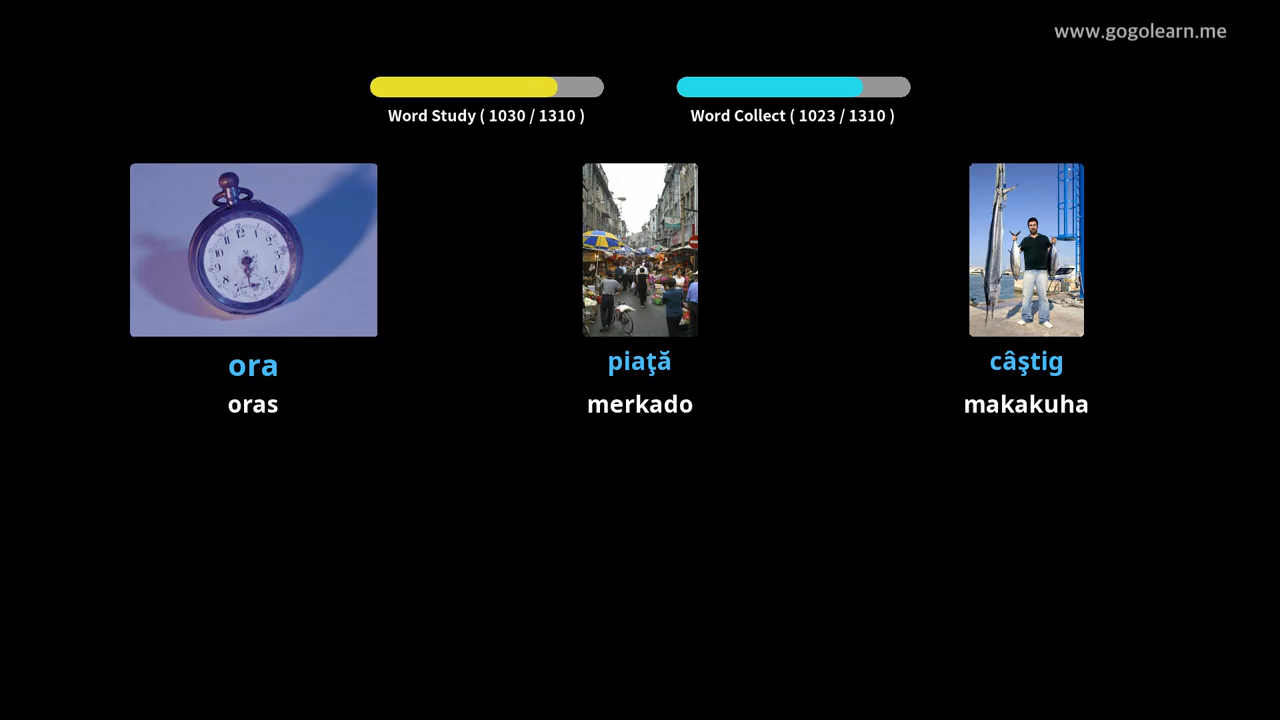 www.gogolearn.me
Word Study ( 1030 / 1310 )
Word Collect ( 1023 / 1310 )
ora
piaţă
câştig
oras
merkado
makakuha